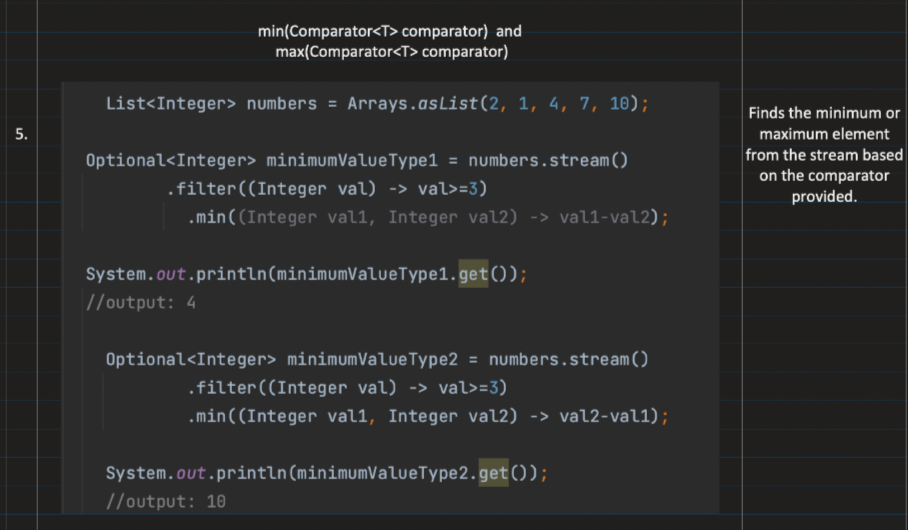 min(Comparator<T> comparator)  and
max(Comparator<T> comparator)
5.
List<Integer> numbers = Arrays.asList(2, 1, 4, 7, 10);
Optional<Integer> minimumValueType1 = numbers.stream()
.filter((Integer val) -> val>=3)
.min((Integer val1, Integer val2) -> val1-val2);
System.out.println(minimumValueType1.get());
//output: 4
Optional<Integer> minimumValueType2 = numbers.stream()
.filter((Integer val) -> val>=3)
.min((Integer val1, Integer val2) -> val2-val1);
System.out.println(minimumValueType2.get());
//output: 10
Finds the minimum or
maximum element
from the stream based
on the comparator
provided.